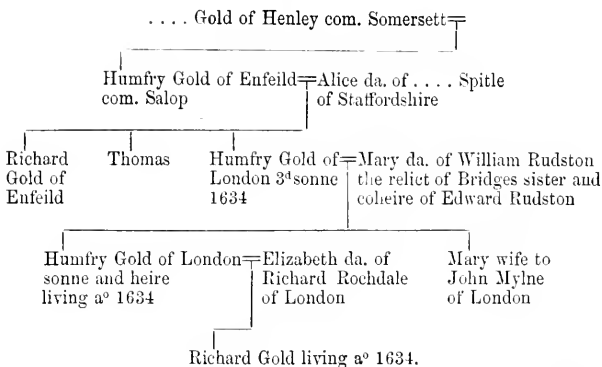 .... Gold of Henley com. Somersett
Humfry Gold of Enfeild
com. Salop
Alice da. of .... Spitle
of Staffordshire
Richard
Gold of
Enfeild
Thomas
Humfry Gold of
London 3d sonne
1634
Mary da. of William Rudston
the relict of Bridges sister and
coheire of Edward Rudston
Humfry Gold of London
sonne and heire
living aº 1634
Elizabeth da. of
Richard Rochdale
of London
Mary wife to
John Mylne
of London
Richard Gold living aº 1634.